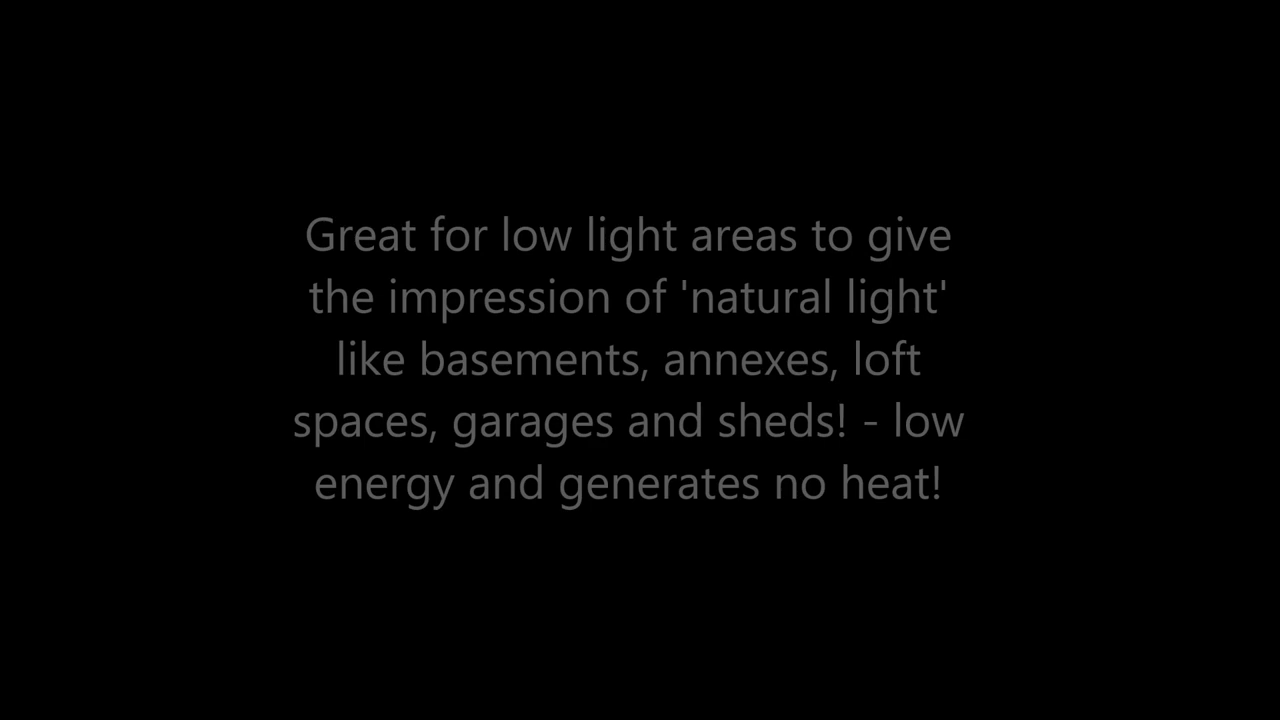 Great for low light areas to give
the impression of 'natural light'
like basements, annexes, loft
spaces, garages and sheds! - low
energy and generates no heat!